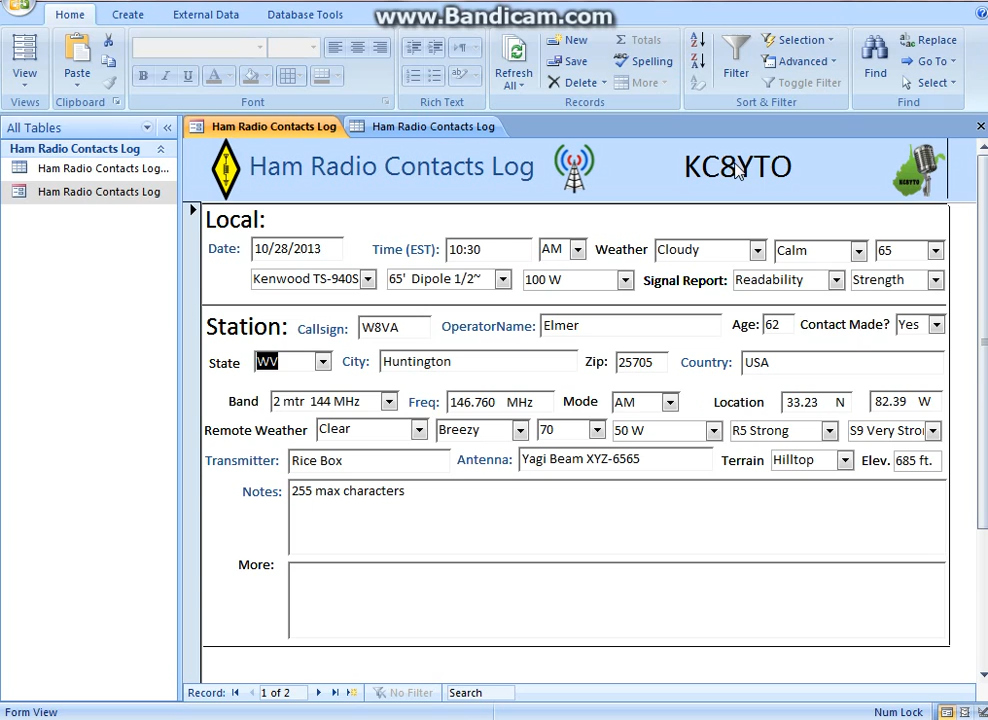 www.Bandicam.com
Home Create External Data Database Tools
View
Views
Paste
Clipboard
B I U A
Font
Rich Text
Refresh All
New
Save
Delete
Totals
Spelling
More
Records
Filter
Selection
Advanced
Toggle Filter
Sort & Filter
Find
Replace
Go To
Select
Find
All Tables
Ham Radio Contacts Log
Ham Radio Contacts Log...
Ham Radio Contacts Log
Ham Radio Contacts Log Ham Radio Contacts Log
Ham Radio Contacts Log KC8YTO
Local:
Date: 10/28/2013 Time (EST): 10:30 AM Weather Cloudy Calm 65
Kenwood TS-940S 65' Dipole 1/2~ 100 W Signal Report: Readability Strength
Station: Callsign: W8VA OperatorName: Elmer Age: 62 Contact Made? Yes
State WV City: Huntington Zip: 25705 Country: USA
Band 2 mtr 144 MHz Freq: 146.760 MHz Mode AM Location 33.23 N 82.39 W
Remote Weather Clear Breezy 70 50 W R5 Strong S9 Very Stror
Transmitter: Rice Box Antenna: Yagi Beam XYZ-6565 Terrain Hilltop Elev. 685 ft.
Notes: 255 max characters
More:
Record: 1 of 2 No Filter Search
Form View Num Lock